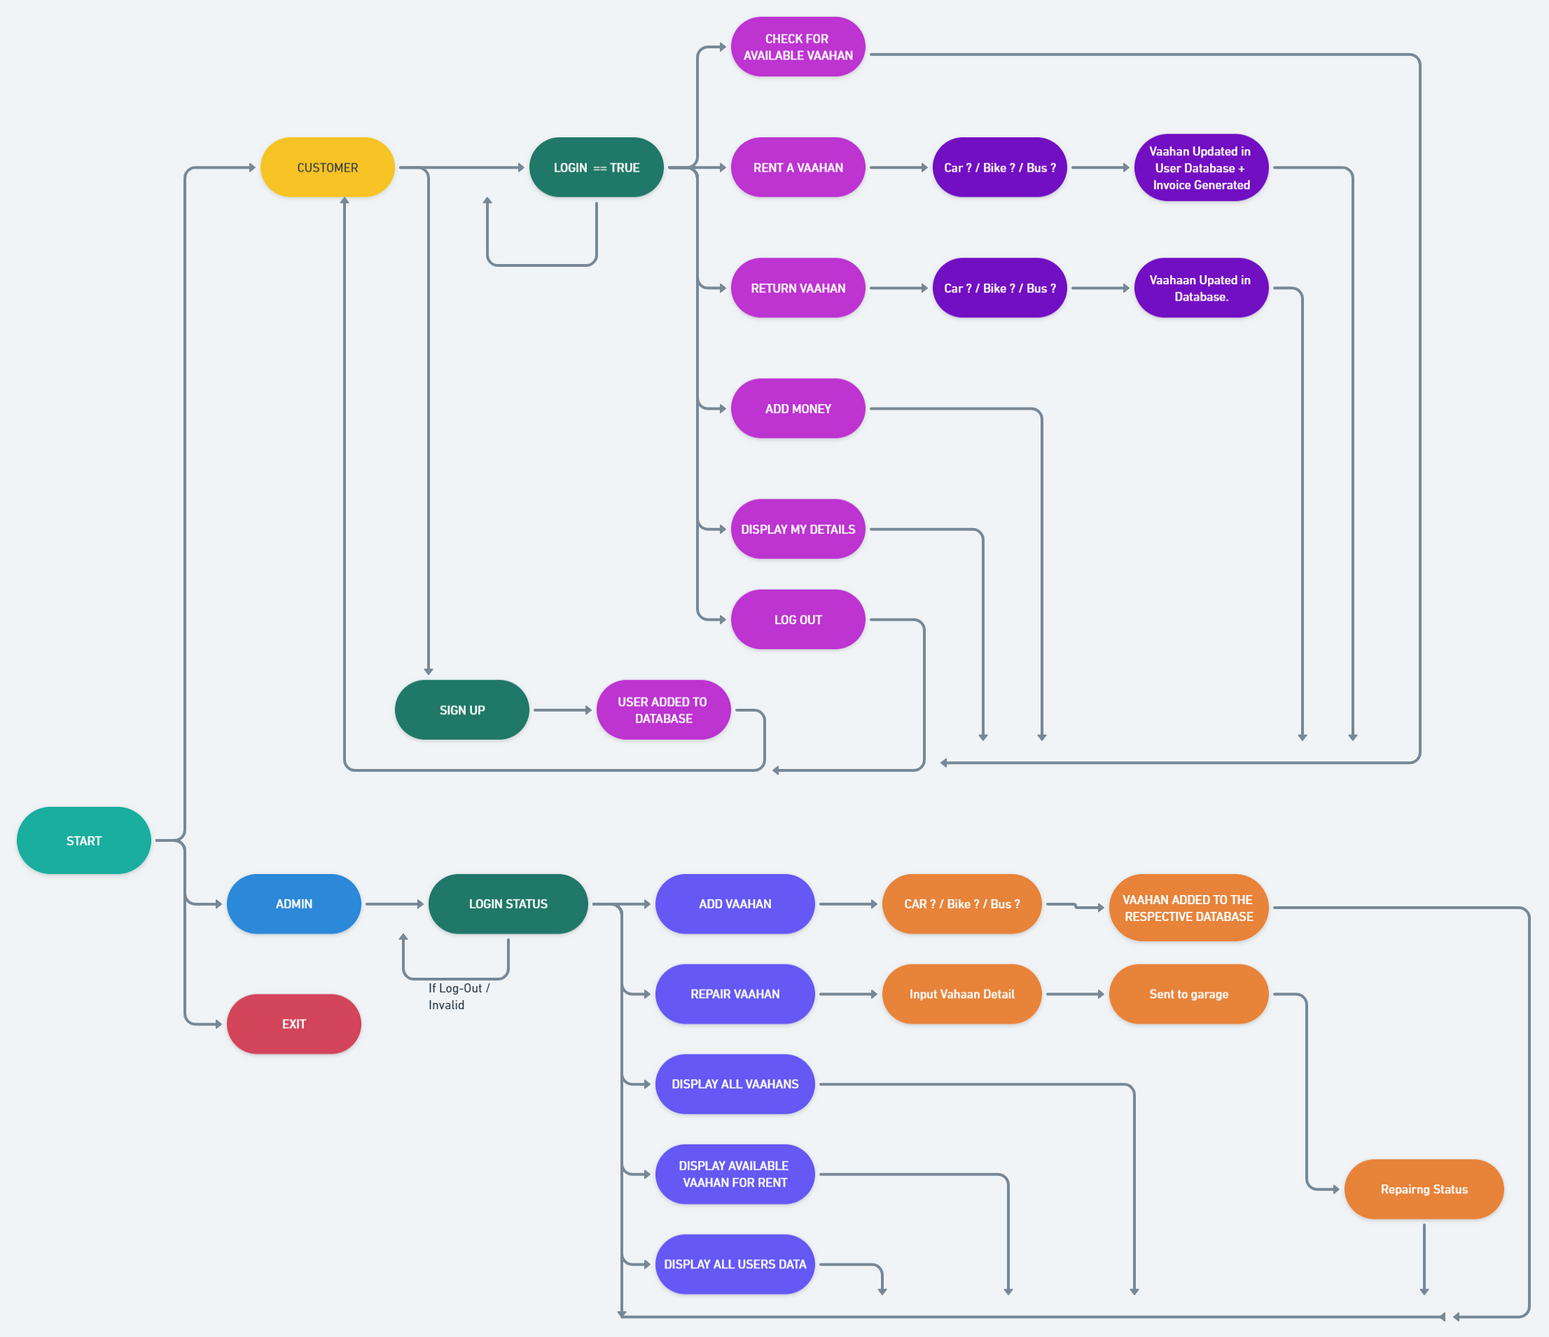 CHECK FOR
AVAILABLE VAAHAN
CUSTOMER
LOGIN == TRUE
RENT A VAAHAN
Car ? / Bike ? / Bus ?
Vaahan Updated in
User Database +
Invoice Generated
RETURN VAAHAN
Car ? / Bike ? / Bus ?
Vaahaan Upated in
Database.
ADD MONEY
DISPLAY MY DETAILS
LOG OUT
SIGN UP
USER ADDED TO
DATABASE
START
ADMIN
LOGIN STATUS
ADD VAAHAN
CAR ? / Bike ? / Bus ?
VAAHAN ADDED TO THE
RESPECTIVE DATABASE
If Log-Out /
Invalid
REPAIR VAAHAN
Input Vahaan Detail
Sent to garage
EXIT
DISPLAY ALL VAAHANS
DISPLAY AVAILABLE
VAAHAN FOR RENT
Repairng Status
DISPLAY ALL USERS DATA